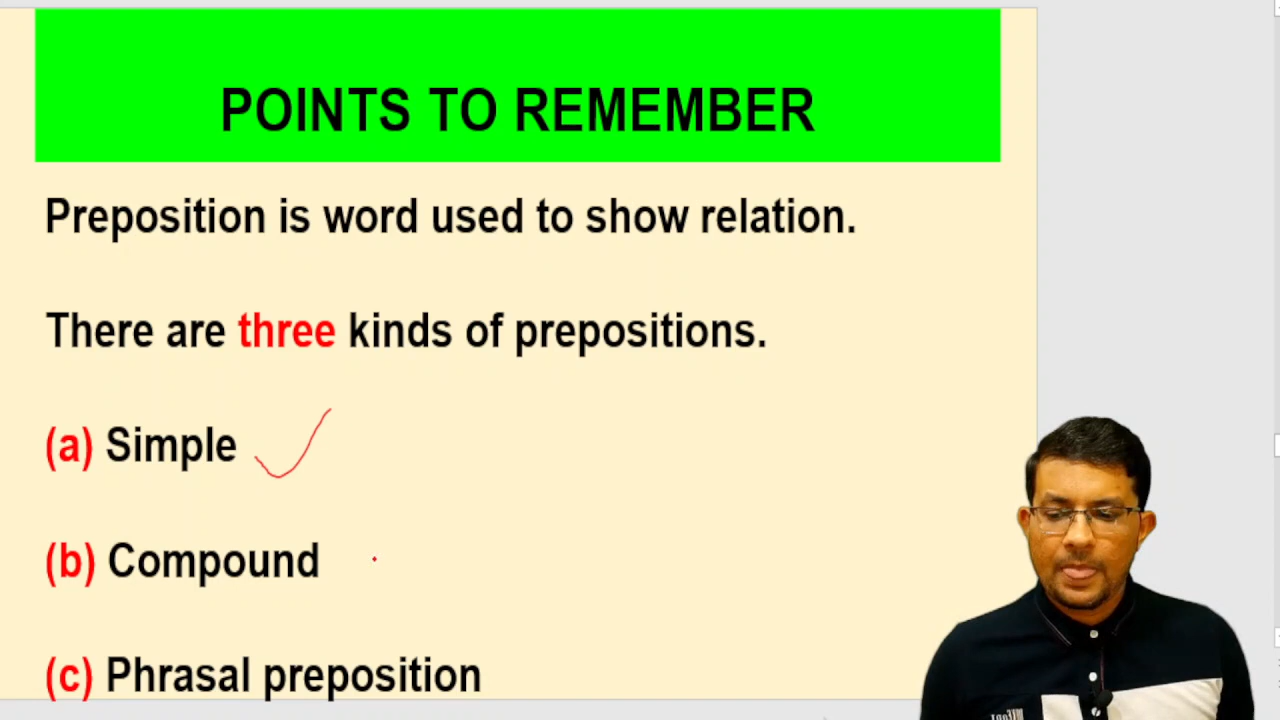 POINTS TO REMEMBER
Preposition is word used to show relation.
There are three kinds of prepositions.
(a) Simple
(b) Compound
(c) Phrasal preposition